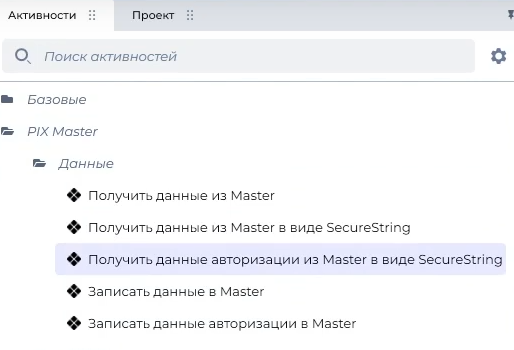 Активности
Проект
Поиск активностей
Базовые
PIX Master
Данные
Получить данные из Master
Получить данные из Master в виде SecureString
Получить данные авторизации из Master в виде SecureString
Записать данные в Master
Записать данные авторизации в Master